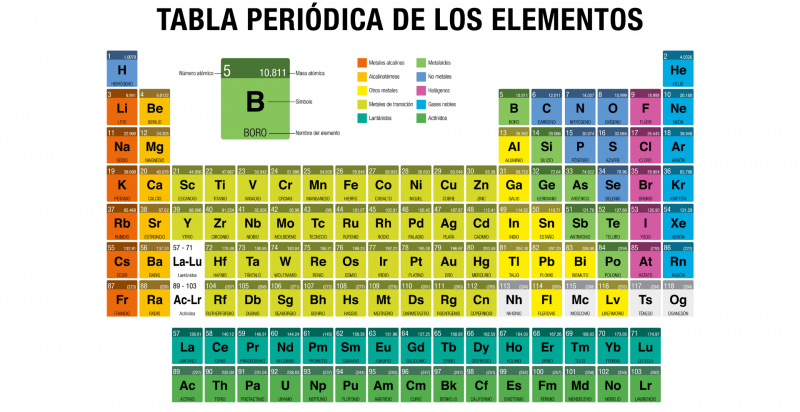 TABLA PERIÓDICA DE LOS ELEMENTOS
1 2
H He
HIDRÓGENO HELIO
Número atómico 5 10.811 Masa atómica
B Símbolo
BORO Nombre del elemento
Metales alcalinos Metaloides
Alcalinotérreos No metales
Otros metales Halógenos
Metales de transición Gases nobles
Lantánidos Actínidos
3 4 5 6 7 8 9 10
Li Be B C N O F Ne
LITIO BERILIO BORO CARBONO NITRÓGENO OXÍGENO FLÚOR NEÓN
11 12 13 14 15 16 17 18
Na Mg Al Si P S Cl Ar
SODIO MAGNESIO ALUMINIO SILICIO FÓSFORO AZUFRE CLORO ARGÓN
19 20 21 22 23 24 25 26 27 28 29 30 31 32 33 34 35 36
K Ca Sc Ti V Cr Mn Fe Co Ni Cu Zn Ga Ge As Se Br Kr
POTASIO CALCIO ESCANDIO TITANIO VANADIO CROMO MANGANESO HIERRO COBALTO NÍQUEL COBRE ZINC GALIO GERMANIO ARSÉNICO SELENIO BROMO KRIPTÓN
37 38 39 40 41 42 43 44 45 46 47 48 49 50 51 52 53 54
Rb Sr Y Zr Nb Mo Tc Ru Rh Pd Ag Cd In Sn Sb Te I Xe
RUBIDIO ESTRONCIO YTRIO ZIRCONIO NIOBIO MOLIBDENO TECNECIO RUTENIO RODIO PALADIO PLATA CADMIO INDIO ESTAÑO ANTIMONIO TELURO YODO XENÓN
55 56 57 - 71 72 73 74 75 76 77 78 79 80 81 82 83 84 85 86
Cs Ba La-Lu Hf Ta W Re Os Ir Pt Au Hg Tl Pb Bi Po At Rn
CESIO BARIO Lantánidos HAFNIO TÁNTALO WOLFRAMIO RENIO OSMIO IRIDIO PLATINO ORO MERCURIO TALIO PLOMO BISMUTO POLONIO ASTATO RADÓN
87 88 89 - 103 104 105 106 107 108 109 110 111 112 113 114 115 116 117 118
Fr Ra Ac-Lr Rf Db Sg Bh Hs Mt Ds Rg Cn Nh Fl Mc Lv Ts Og
FRANCIO RADIO Actínidos RUTHERFORDIO DUBNIO SEABORGIO BOHRIO HASSIO MEITNERIO DARMSTADTIO ROENTGENIO COPERNICIO NIHONIO FLEROVIO MOSCOVIO LIVERMORIO TENESO OGANESÓN
57 58 59 60 61 62 63 64 65 66 67 68 69 70 71
La Ce Pr Nd Pm Sm Eu Gd Tb Dy Ho Er Tm Yb Lu
LANTANO CERIO PRASEODIMIO NEODIMIO PROMETIO SAMARIO EUROPIO GADOLINIO TERBIO DISPROSIO HOLMIO ERBIO TULIO YTERBIO LUTECIO
89 90 91 92 93 94 95 96 97 98 99 100 101 102 103
Ac Th Pa U Np Pu Am Cm Bk Cf Es Fm Md No Lr
ACTINIO TORIO PROTACTINIO URANIO NEPTUNIO PLUTONIO AMERICIO CURIO BERKELIO CALIFORNIO EINSTENIO FERMIO MENDELEVIO NOBELIO LAWRENCIO